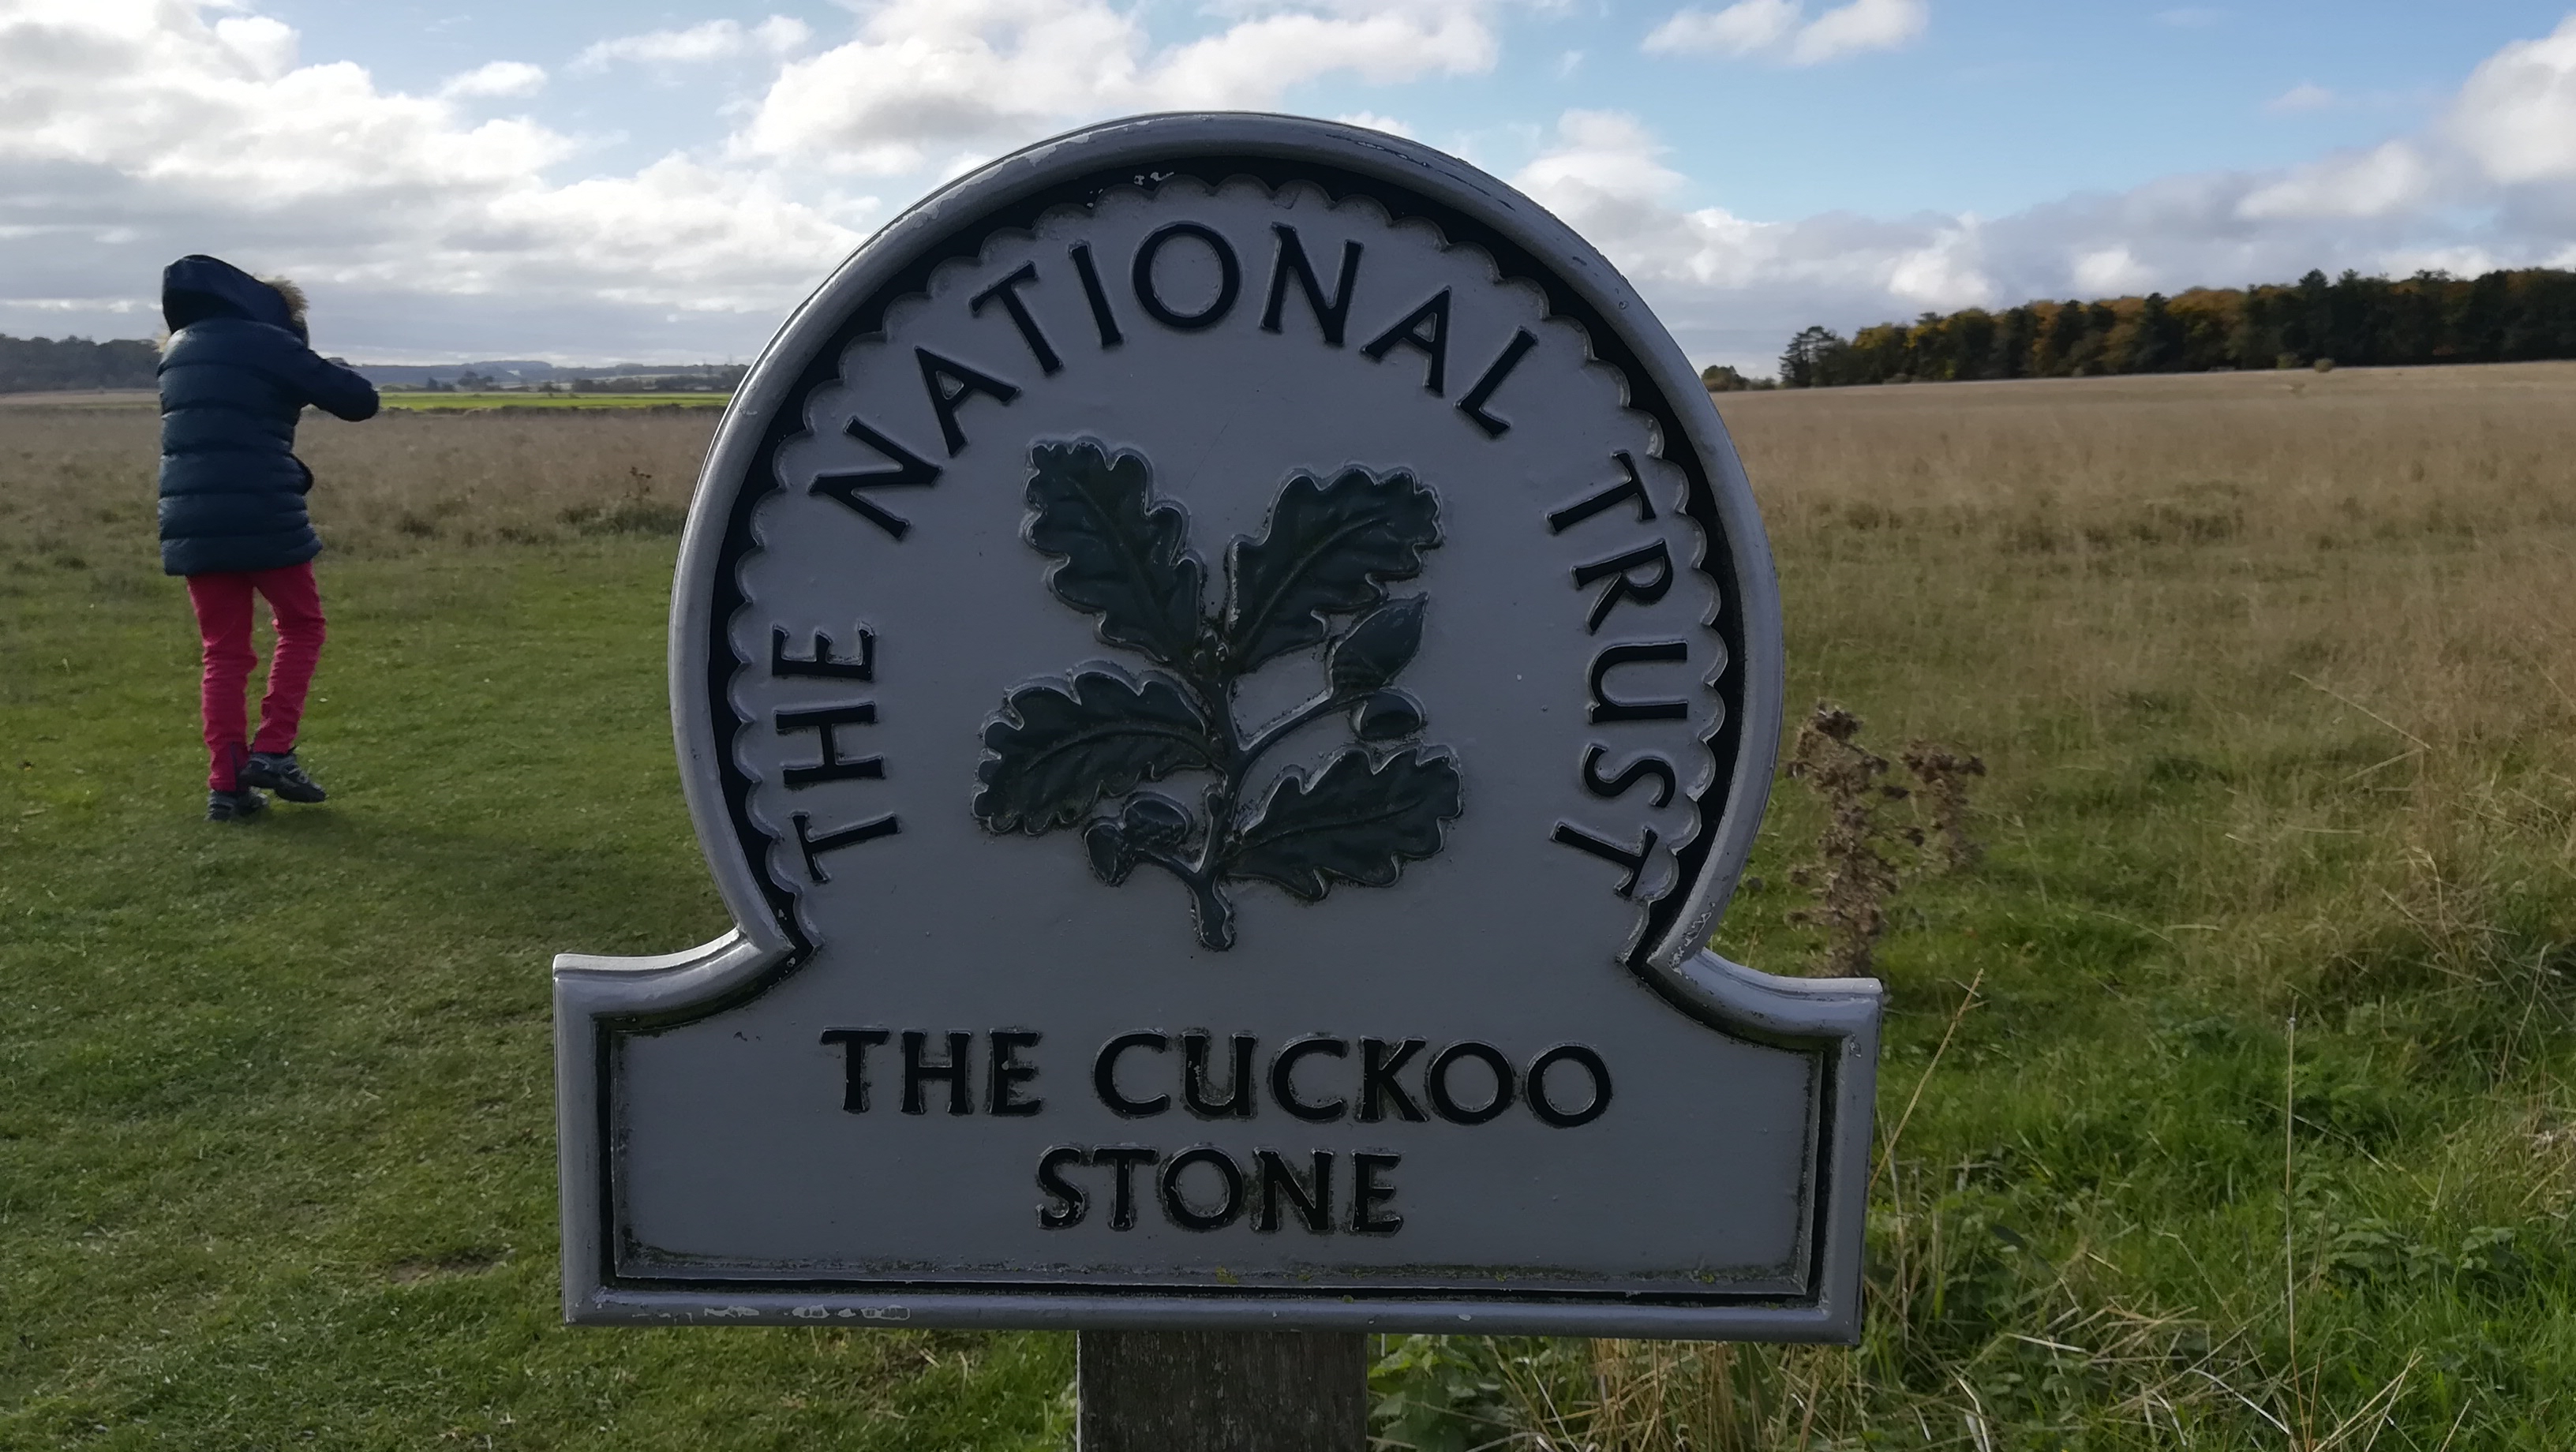 THE NATIONAL TRUST
THE CUCKOO
STONE